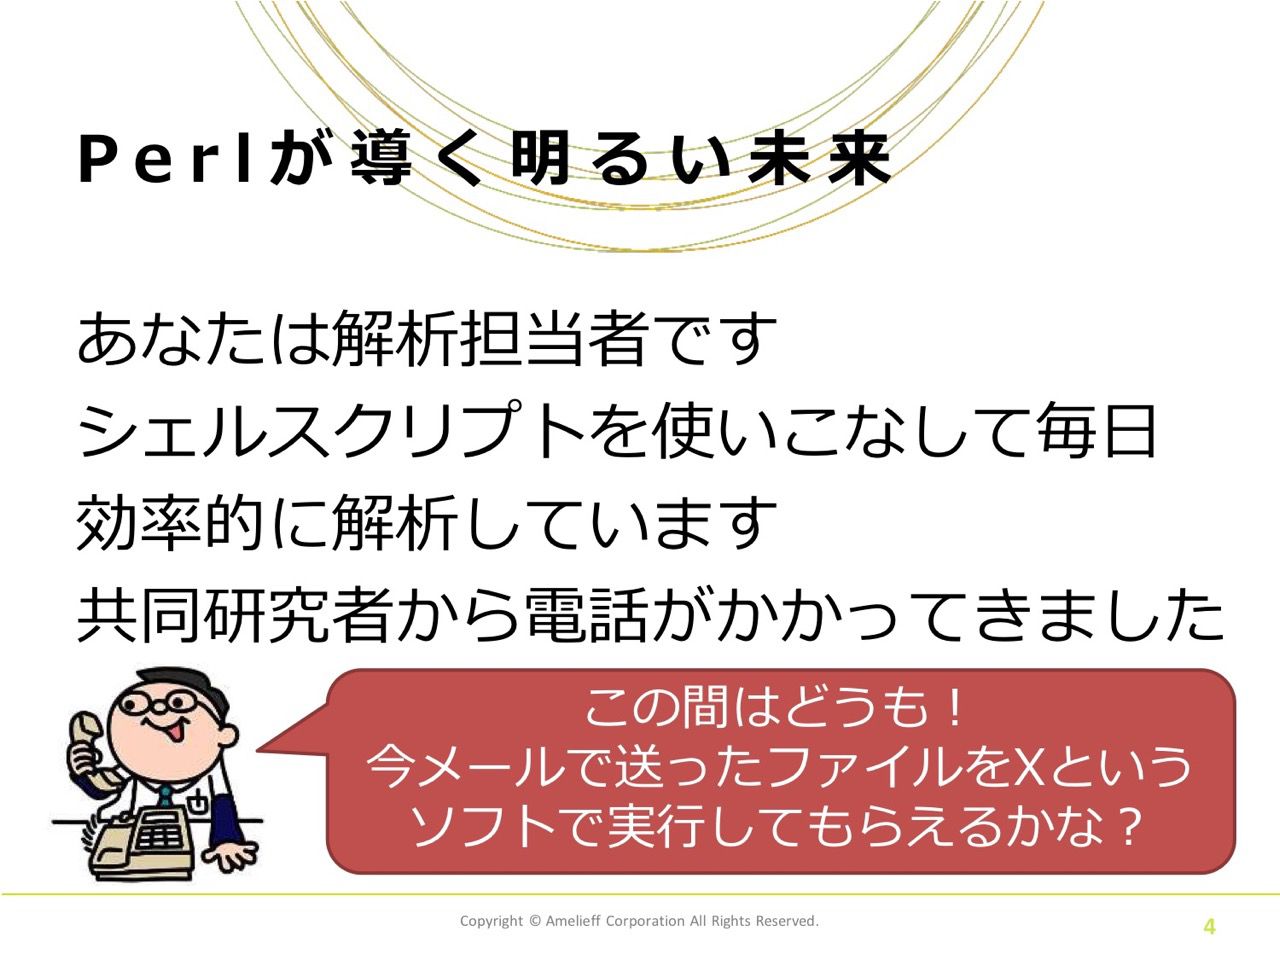 Perlが導く明るい未来
あなたは解析担当者です
シェルスクリプトを使いこなして毎日
効率的に解析しています
共同研究者から電話がかかってきました
この間はどうも！
今メールで送ったファイルをXという
ソフトで実行してもらえるかな？
Copyright © Amelieff Corporation All Rights Reserved.
4